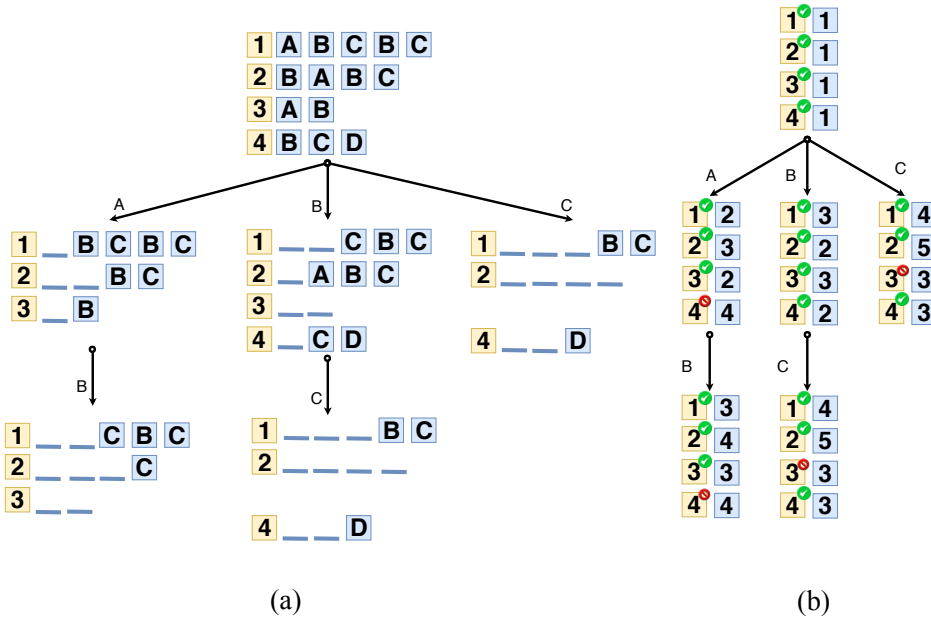 1 A B C B C
2 B A B C
3 A B
4 B C D
A
B
C
1 B C B C
2 B C
3 B
1 C B C
2 A B C
3
4 C D
1 B C
2
4 D
B
C
1 C B C
2 C
3
1 B C
2
4 D
(a)
1 1
2 1
3 1
4 1
A
B
C
1 2
2 3
3 2
4 4
1 3
2 2
3 3
4 2
1 4
2 5
3 3
4 3
B
C
1 3
2 4
3 3
4 4
1 4
2 5
3 3
4 3
(b)